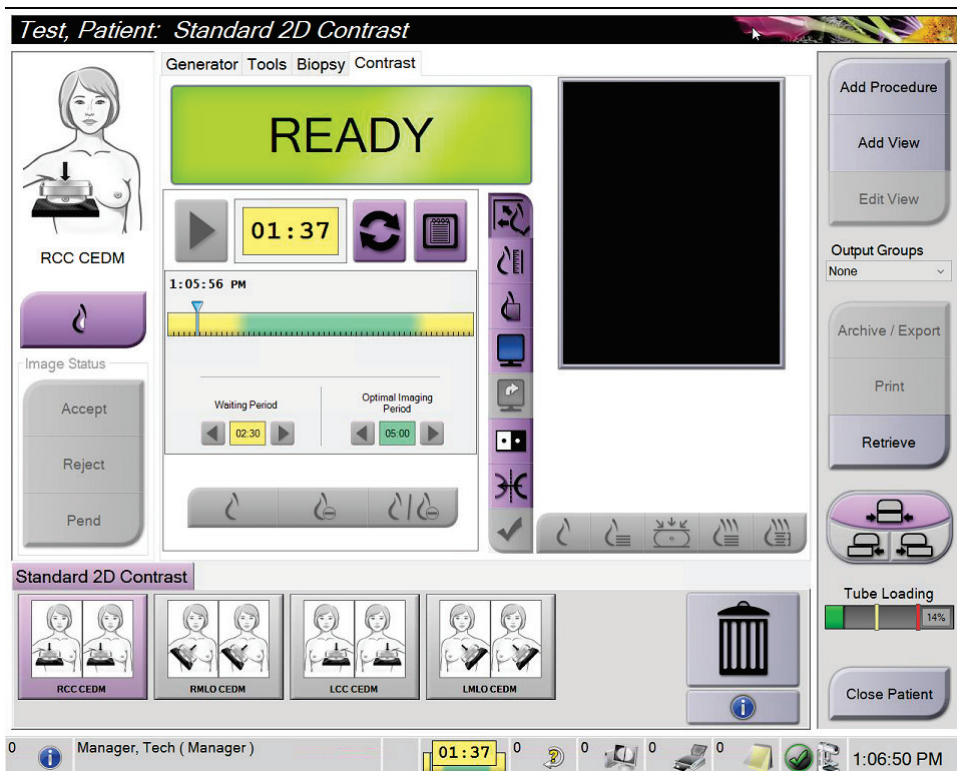 Test, Patient: Standard 2D Contrast
Generator Tools Biopsy Contrast
READY
01:37
1:05:56 PM
Waiting Period
02:30
Optimal Imaging
Period
05:00
RCC CEDM
Image Status
Accept
Reject
Pend
Add Procedure
Add View
Edit View
Output Groups
None
Archive / Export
Print
Retrieve
Tube Loading
14%
Close Patient
Standard 2D Contrast
RCC CEDM
RMLO CEDM
LCC CEDM
LMLO CEDM
0 Manager, Tech ( Manager ) 01:37 0 0 0 0 1:06:50 PM